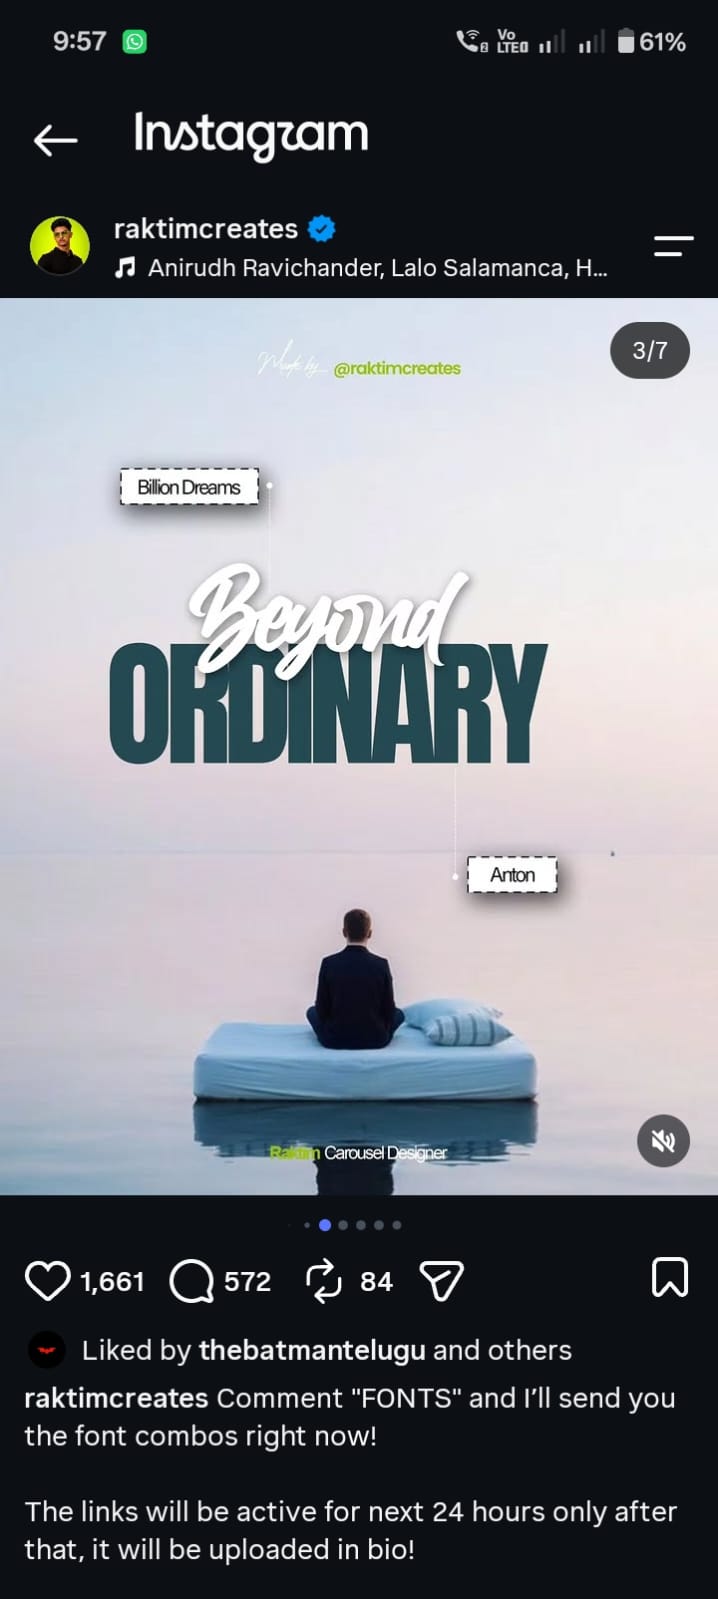 9:57
Vo
LTE 2 61%
Instagram
raktimcreates
Anirudh Ravichander, Lalo Salamanca, H...
3/7
Made by @raktimcreates
Billion Dreams
Beyond
ORDINARY
Anton
Raktim Carousel Designer
1,661 572 84
Liked by thebatmantelugu and others
raktimcreates Comment "FONTS" and I'll send you
the font combos right now!
The links will be active for next 24 hours only after
that, it will be uploaded in bio!